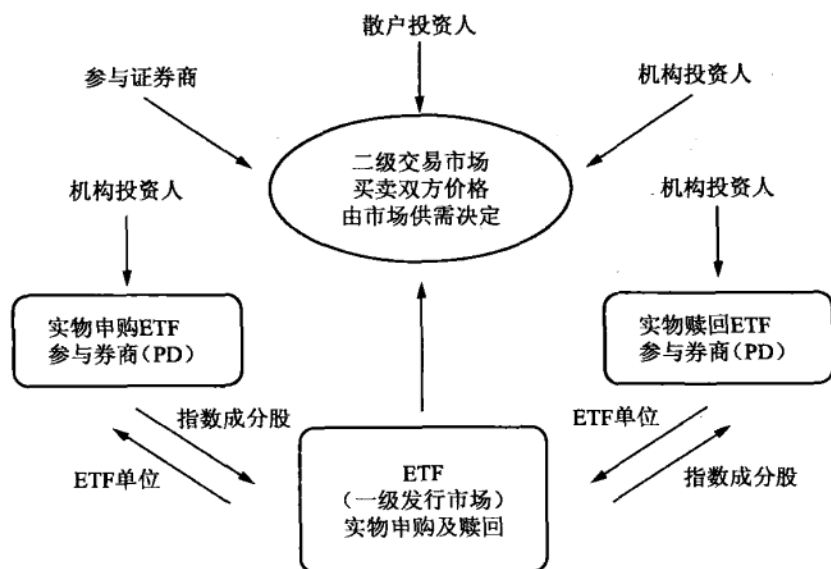 散户投资人
参与证券商
机构投资人
二级交易市场
买卖双方价格
由市场供需决定
机构投资人
机构投资人
实物申购ETF
参与券商(PD)
实物赎回ETF
参与券商(PD)
指数成分股
ETF单位
ETF单位
指数成分股
ETF
(一级发行市场)
实物申购及赎回